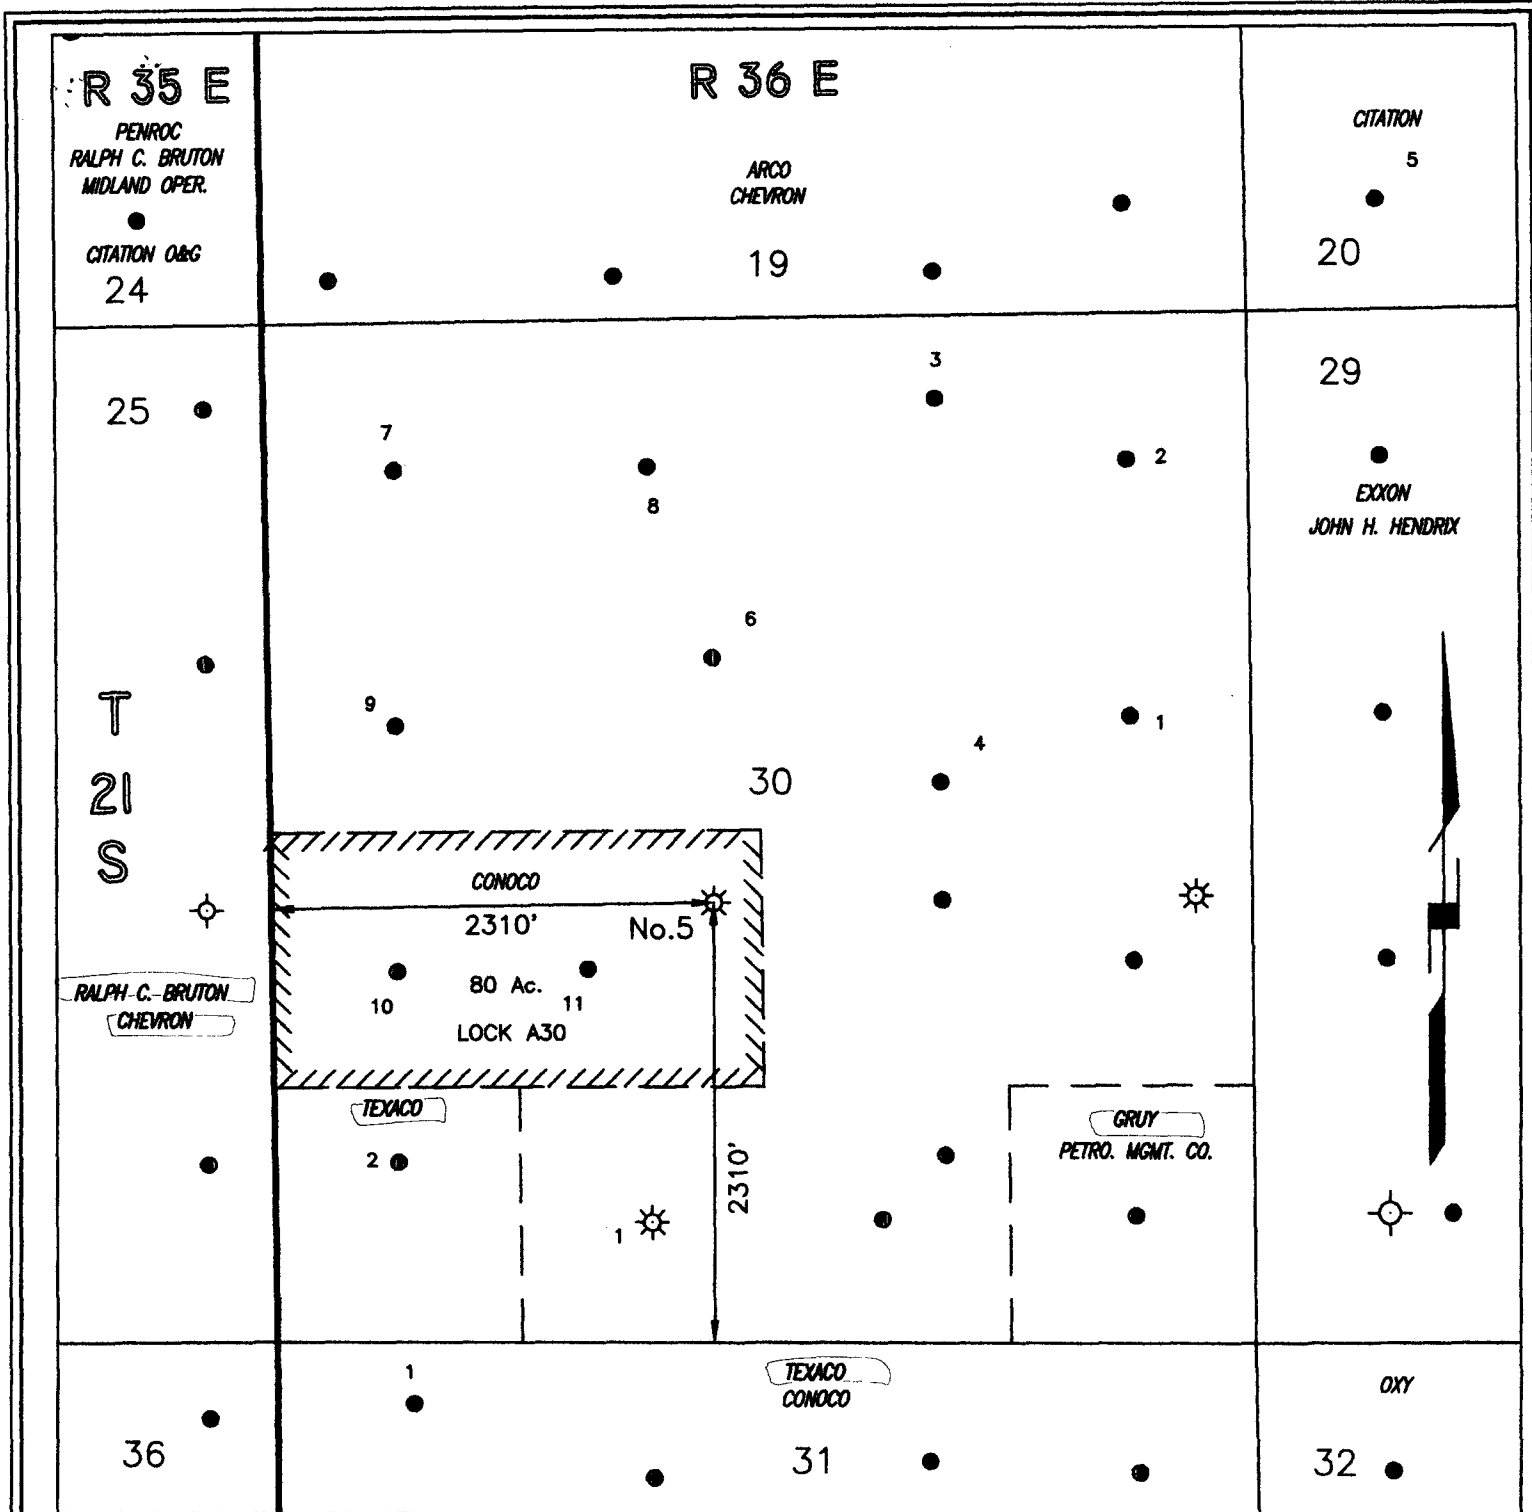 R 35 E
R 36 E
PENROC
RALPH C. BRUTON
MIDLAND OPER.
CITATION O&G
24
ARCO
CHEVRON
19
CITATION
5
20
25
3
29
7
2
8
EXXON
JOHN H. HENDRIX
6
9
1
4
T
21
S
30
CONOCO
2310'
No.5
80 Ac.
10
11
LOCK A30
RALPH C. BRUTON
CHEVRON
TEXACO
GRUY
PETRO. MGMT. CO.
2
2310'
1
1
TEXACO
CONOCO
OXY
36
31
32